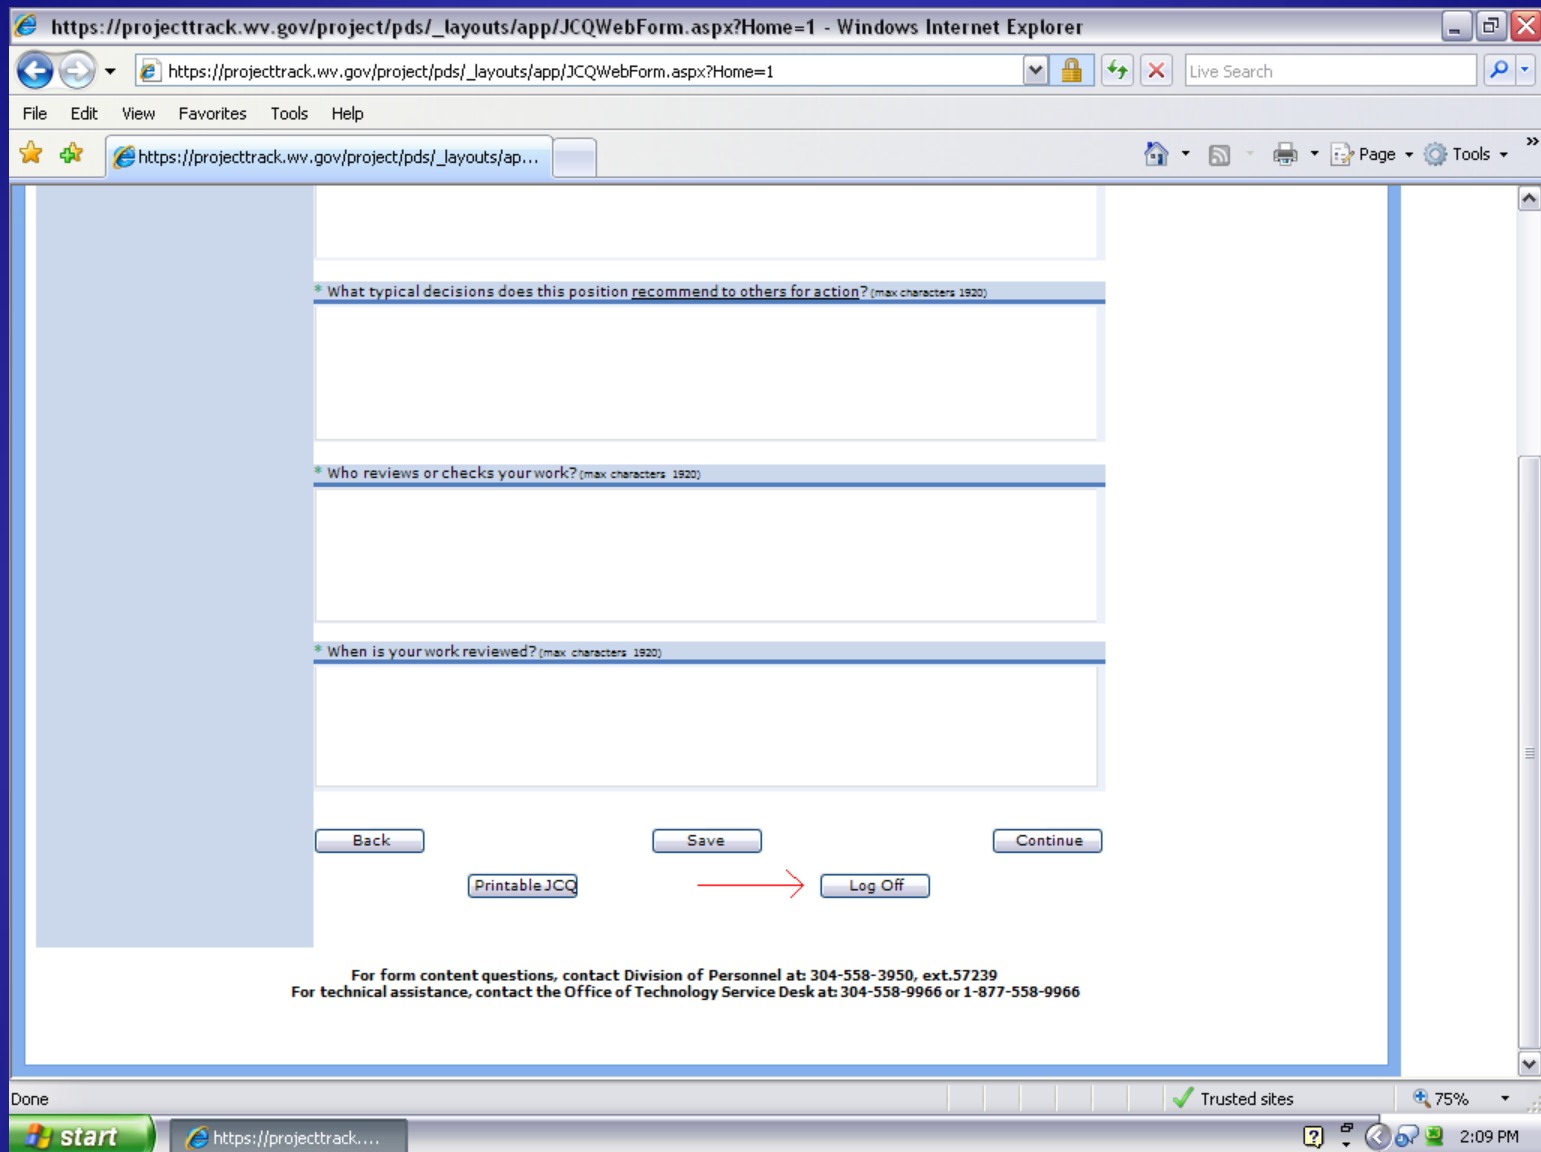 https://projecttrack.wv.gov/project/pds/_layouts/app/JCQWebForm.aspx?Home=1 - Windows Internet Explorer
https://projecttrack.wv.gov/project/pds/_layouts/app/JCQWebForm.aspx?Home=1
Live Search
File Edit View Favorites Tools Help
https://projecttrack.wv.gov/project/pds/_layouts/ap...
Page Tools
* What typical decisions does this position recommend to others for action? (max characters 1920)
* Who reviews or checks your work? (max characters 1920)
* When is your work reviewed? (max characters 1920)
Back Save Continue
Printable JCQ Log Off
For form content questions, contact Division of Personnel at: 304-558-3950, ext.57239
For technical assistance, contact the Office of Technology Service Desk at: 304-558-9966 or 1-877-558-9966
Done Trusted sites 75%
start https://projecttrack.... 2:09 PM